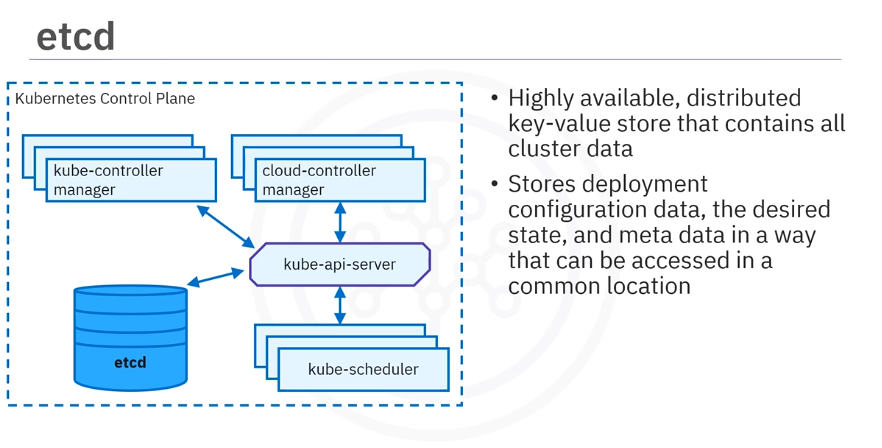 etcd
Kubernetes Control Plane
kube-controller
manager
cloud-controller
manager
kube-api-server
etcd
kube-scheduler
• Highly available, distributed
key-value store that contains all
cluster data
• Stores deployment
configuration data, the desired
state, and meta data in a way
that can be accessed in a
common location